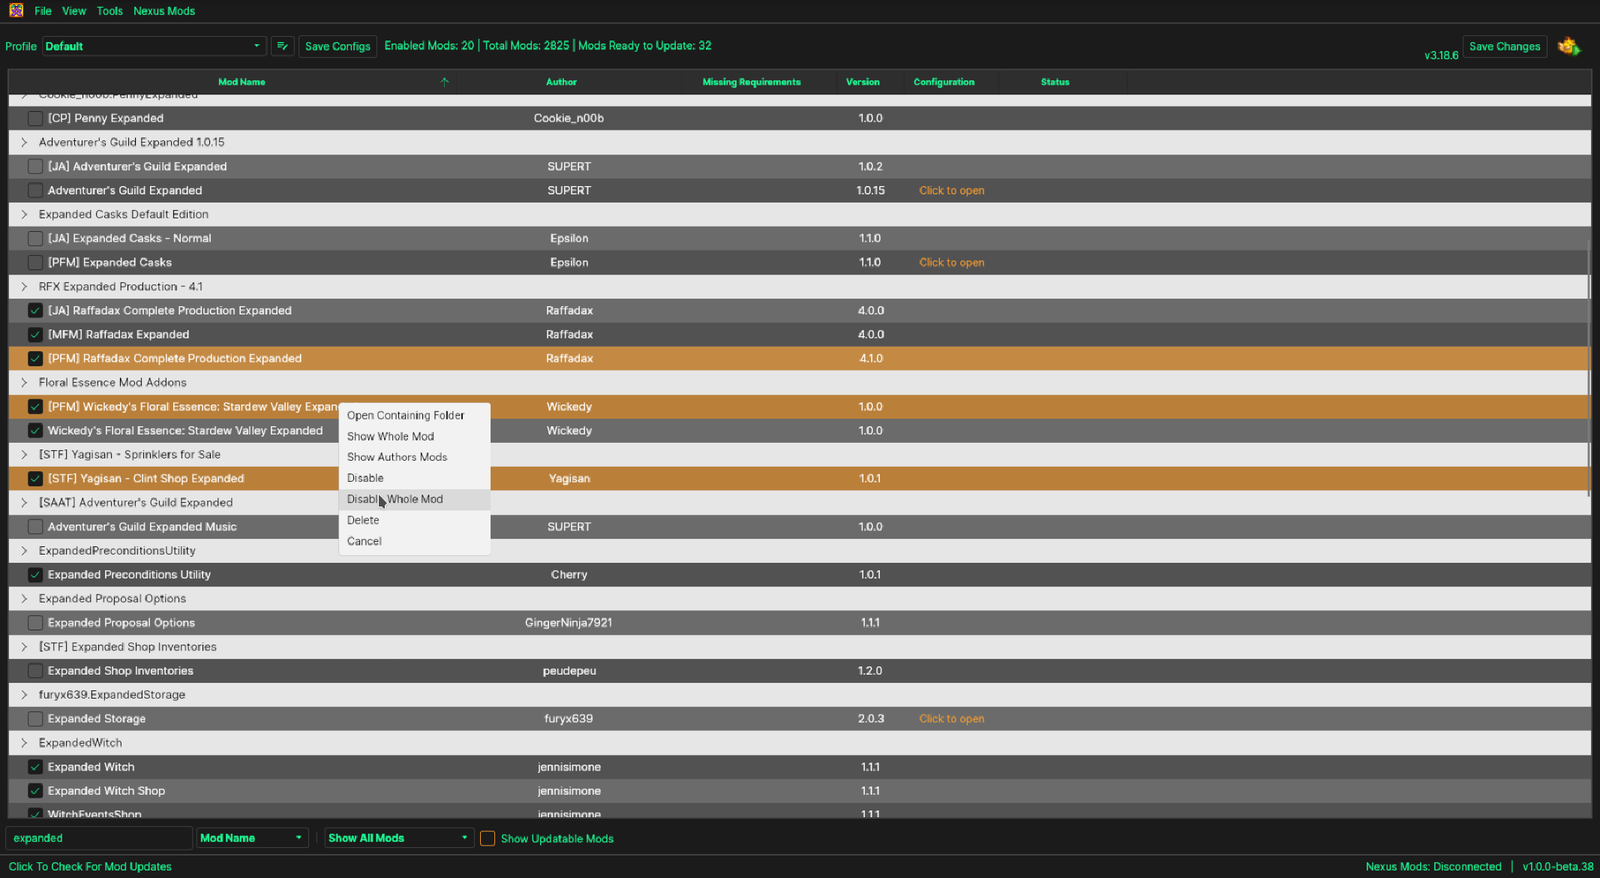 File View Tools Nexus Mods
Profile Default Save Configs Enabled Mods: 20 | Total Mods: 2825 | Mods Ready to Update: 32 v3.18.6 Save Changes
Mod Name Author Missing Requirements Version Configuration Status
Cookie_n00b.PennyExpanded
[CP] Penny Expanded Cookie_n00b 1.0.0
Adventurer's Guild Expanded 1.0.15
[JA] Adventurer's Guild Expanded SUPERT 1.0.2
Adventurer's Guild Expanded SUPERT 1.0.15 Click to open
Expanded Casks Default Edition
[JA] Expanded Casks - Normal Epsilon 1.1.0
[PFM] Expanded Casks Epsilon 1.1.0 Click to open
RFX Expanded Production - 4.1
[JA] Raffadax Complete Production Expanded Raffadax 4.0.0
[MFM] Raffadax Expanded Raffadax 4.0.0
[PFM] Raffadax Complete Production Expanded Raffadax 4.1.0
Floral Essence Mod Addons
[PFM] Wickedy's Floral Essence: Stardew Valley Expan Wickedy 1.0.0
Open Containing Folder
Wickedy's Floral Essence: Stardew Valley Expanded Wickedy 1.0.0
Show Whole Mod
[STF] Yagisan - Sprinklers for Sale
Show Authors Mods
[STF] Yagisan - Clint Shop Expanded Yagisan 1.0.1
Disable
[SAAT] Adventurer's Guild Expanded
Disable Whole Mod
Adventurer's Guild Expanded Music SUPERT 1.0.0
Delete
Cancel
ExpandedPreconditionsUtility
Expanded Preconditions Utility Cherry 1.0.1
Expanded Proposal Options
Expanded Proposal Options GingerNinja7921 1.1.1
[STF] Expanded Shop Inventories
Expanded Shop Inventories peudepeu 1.2.0
furyx639.ExpandedStorage
Expanded Storage furyx639 2.0.3 Click to open
ExpandedWitch
Expanded Witch jennisimone 1.1.1
Expanded Witch Shop jennisimone 1.1.1
WitchEventsShop jennisimone 1.1.1
expanded Mod Name Show All Mods Show Updatable Mods
Click To Check For Mod Updates Nexus Mods: Disconnected | v1.0.0-beta.38